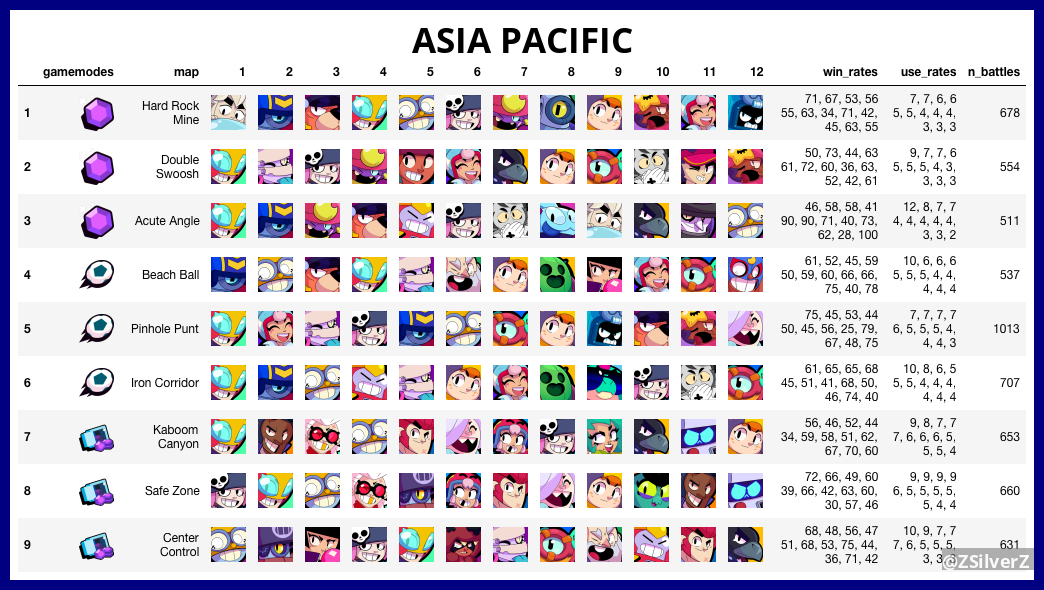 ASIA PACIFIC
gamemodes map 1 2 3 4 5 6 7 8 9 10 11 12 win_rates use_rates n_battles
1 Hard Rock Mine 71, 67, 53, 56 55, 63, 34, 71, 42, 45, 63, 55 7, 7, 6, 6 5, 5, 4, 4, 4, 3, 3, 3 678
2 Double Swoosh 50, 73, 44, 63 61, 72, 60, 36, 63, 52, 42, 61 9, 7, 7, 6 5, 5, 5, 4, 3, 3, 3, 3 554
3 Acute Angle 46, 58, 58, 41 90, 90, 71, 40, 73, 62, 28, 100 12, 8, 7, 7 4, 4, 4, 4, 4, 3, 3, 2 511
4 Beach Ball 61, 52, 45, 59 50, 59, 60, 66, 66, 75, 40, 78 10, 6, 6, 6 5, 5, 5, 4, 4, 4, 4, 4 537
5 Pinhole Punt 75, 45, 53, 44 50, 45, 56, 25, 79, 67, 48, 75 7, 7, 7, 7 6, 5, 5, 5, 4, 4, 4, 3 1013
6 Iron Corridor 61, 65, 65, 68 45, 51, 41, 68, 50, 46, 74, 40 10, 8, 6, 5 5, 5, 4, 4, 4, 4, 4, 4 707
7 Kaboom Canyon 56, 46, 52, 44 34, 59, 58, 51, 62, 67, 70, 60 9, 8, 7, 7 7, 6, 6, 6, 5, 5, 5, 4 653
8 Safe Zone 72, 66, 49, 60 39, 66, 42, 63, 60, 30, 57, 46 9, 9, 9, 9 6, 5, 5, 5, 5, 5, 4, 4 660
9 Center Control 68, 48, 56, 47 51, 68, 53, 75, 44, 36, 71, 42 10, 9, 7, 7 7, 6, 5, 5, 5, 3, 3, 631
@ZSilverZ